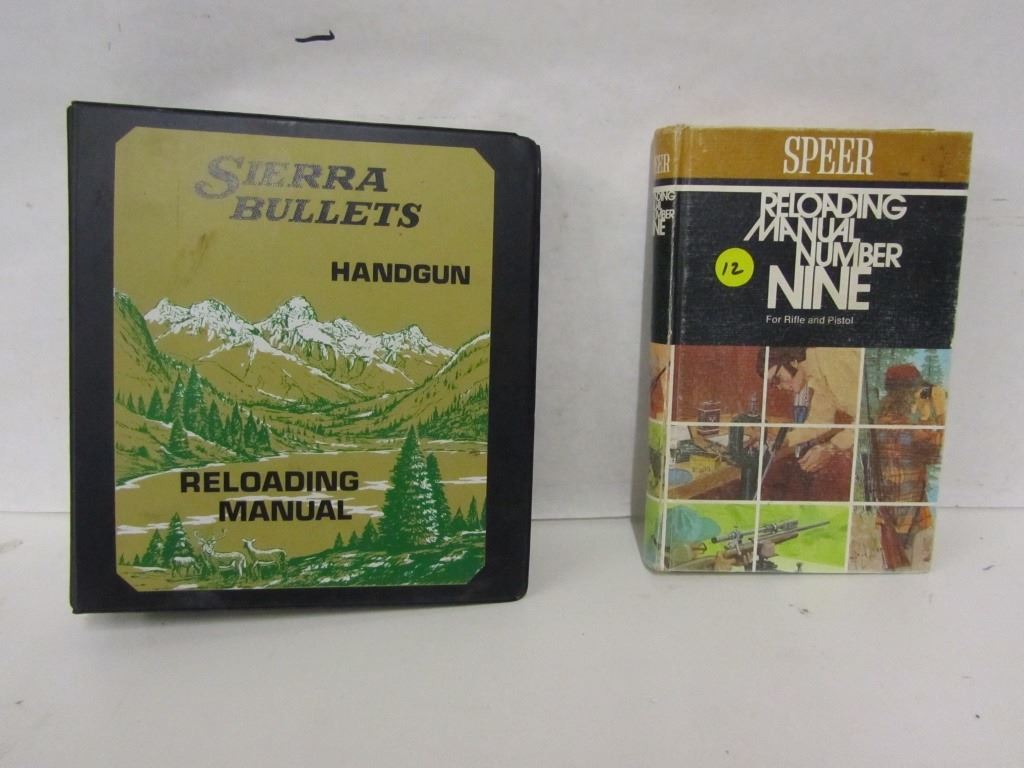 SIERRA
BULLETS
HANDGUN
RELOADING
MANUAL
SPEER
RELOADING
MANUAL
NUMBER
NINE
12
For Rifle and Pistol